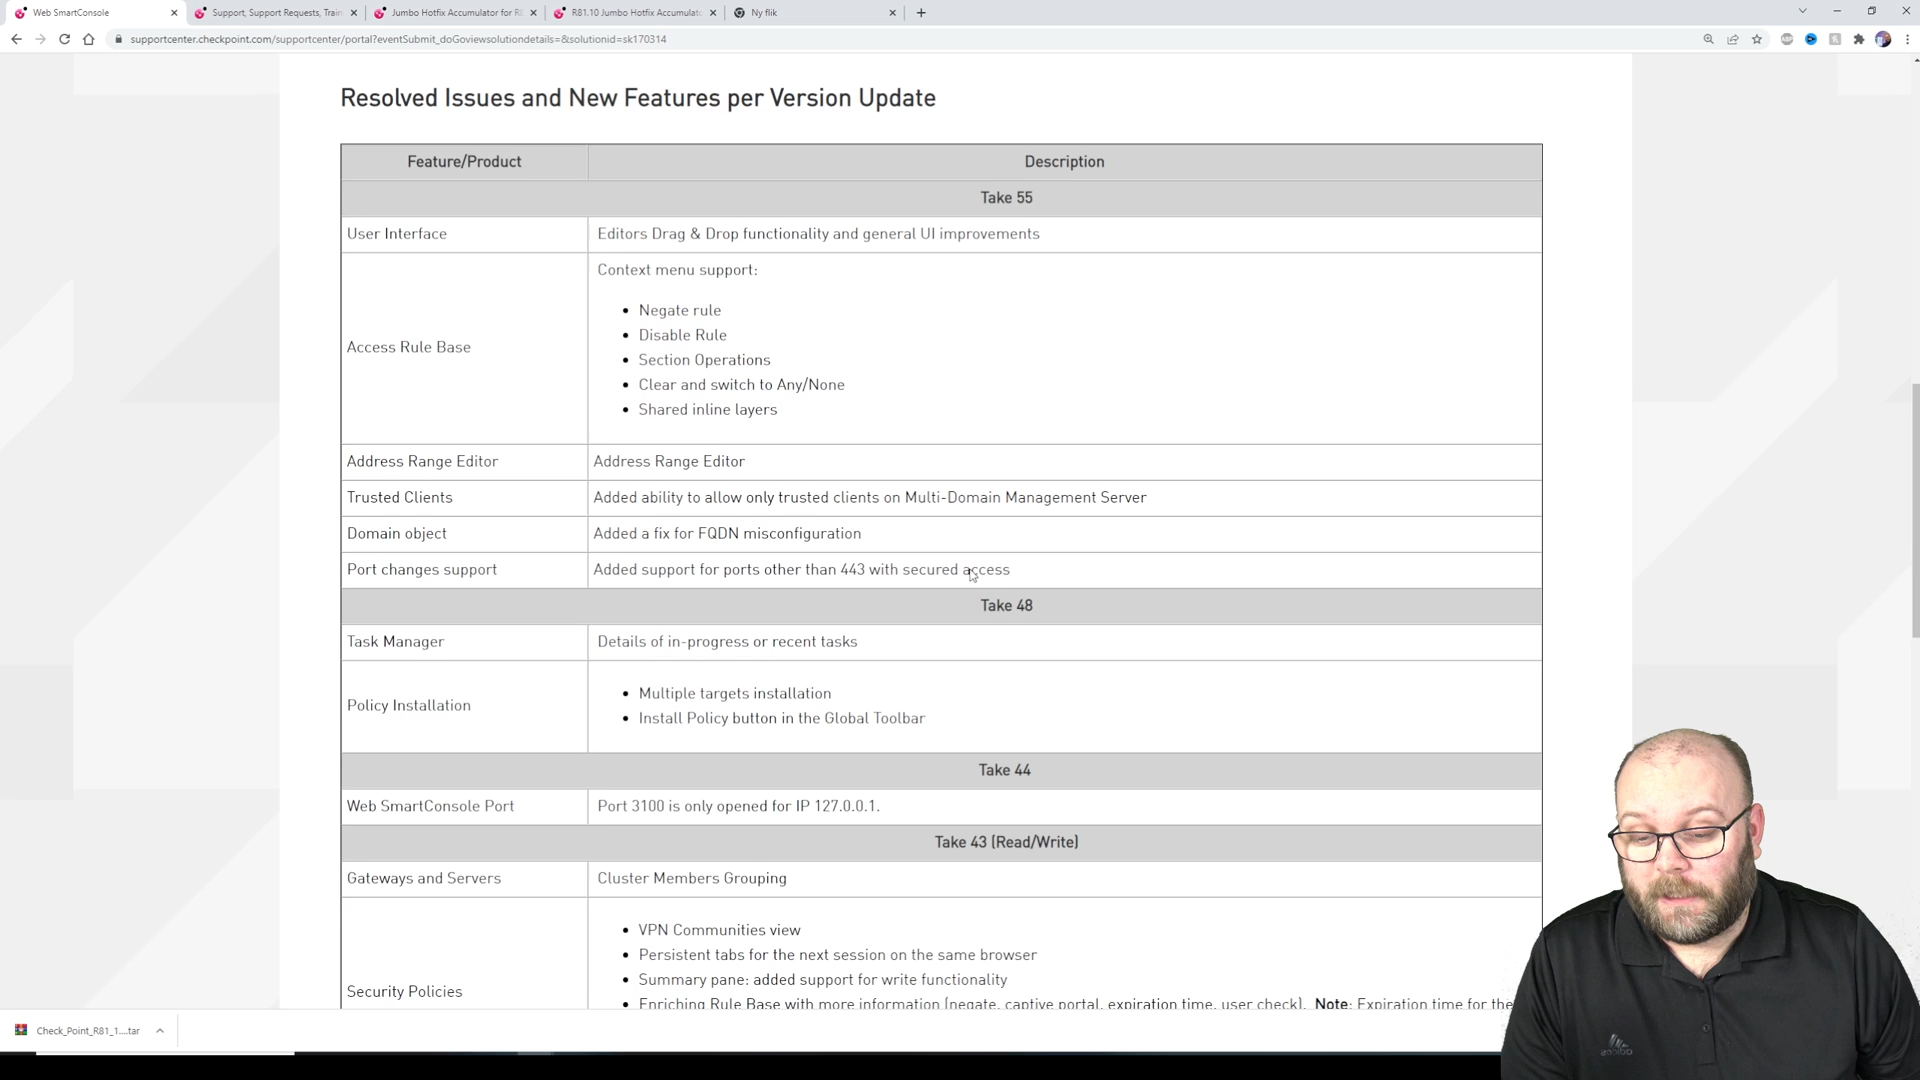 Web SmartConsole
Support, Support Requests, Train
Jumbo Hotfix Accumulator for R8
R81.10 Jumbo Hotfix Accumulato
Ny flik
supportcenter.checkpoint.com/supportcenter/portal?eventSubmit_doGoviewsolutiondetails=&solutionid=sk170314
Resolved Issues and New Features per Version Update
Feature/Product Description
Take 55
User Interface Editors Drag & Drop functionality and general UI improvements
Access Rule Base Context menu support:
• Negate rule
• Disable Rule
• Section Operations
• Clear and switch to Any/None
• Shared inline layers
Address Range Editor Address Range Editor
Trusted Clients Added ability to allow only trusted clients on Multi-Domain Management Server
Domain object Added a fix for FQDN misconfiguration
Port changes support Added support for ports other than 443 with secured access
Take 48
Task Manager Details of in-progress or recent tasks
Policy Installation • Multiple targets installation
• Install Policy button in the Global Toolbar
Take 44
Web SmartConsole Port Port 3100 is only opened for IP 127.0.0.1.
Take 43 (Read/Write)
Gateways and Servers Cluster Members Grouping
Security Policies • VPN Communities view
• Persistent tabs for the next session on the same browser
• Summary pane: added support for write functionality
• Enriching Rule Base with more information (negate, captive portal, expiration time, user check). Note: Expiration time for the
Check_Point_R81_1....tar
adidas